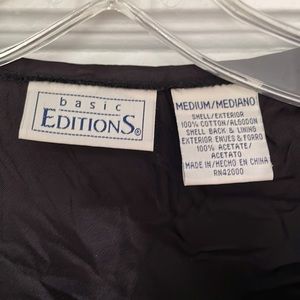 basic
EDITIONS®
MEDIUM/MEDIANO
SHELL/EXTERIOR
100% COTTON/ALGODON
SHELL BACK & LINING
EXTERIOR ENVES & FORRO
100% ACETATE/
ACETATO
MADE IN/HECHO EN CHINA
RN42000